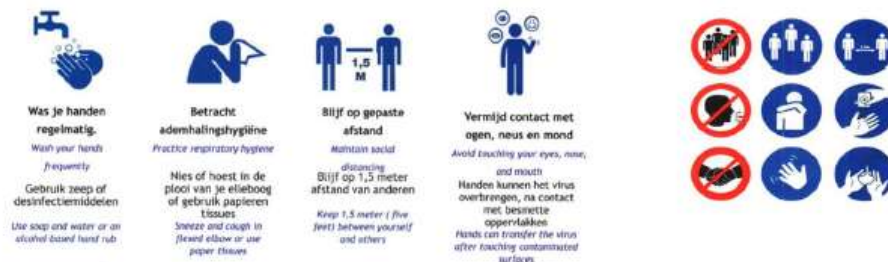 1,5
M
Was je handen
regelmatig.
Wash your hands
frequently
Gebruik zeep of
desinfectiemiddelen
Use soap and water or an
alcohol-based hand rub
Betracht
ademhalingshygiëne
Practice respiratory hygiene
Nies of hoest in de
plooi van je elleboog
of gebruik papieren
tissues
Sneeze and cough in
flexed elbow or use
paper tissues
Blijf op gepaste
afstand
Maintain social
distancing
Blijf op 1,5 meter
afstand van anderen
Keep 1,5 meter ( five
feet) between yourself
and others
Vermijd contact met
ogen, neus en mond
Avoid touching your eyes, nose,
and mouth
Handen kunnen het virus
overbrengen, na contact
met besmette
oppervlakken
Hands can transfer the virus
after touching contaminated
surfaces